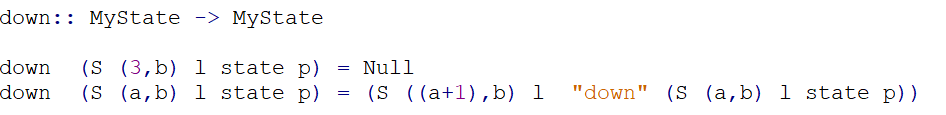 down:: MyState -> MyState
down  (S (3,b) l state p) = Null
down  (S (a,b) l state p) = (S ((a+1),b) l  "down" (S (a,b) l state p))